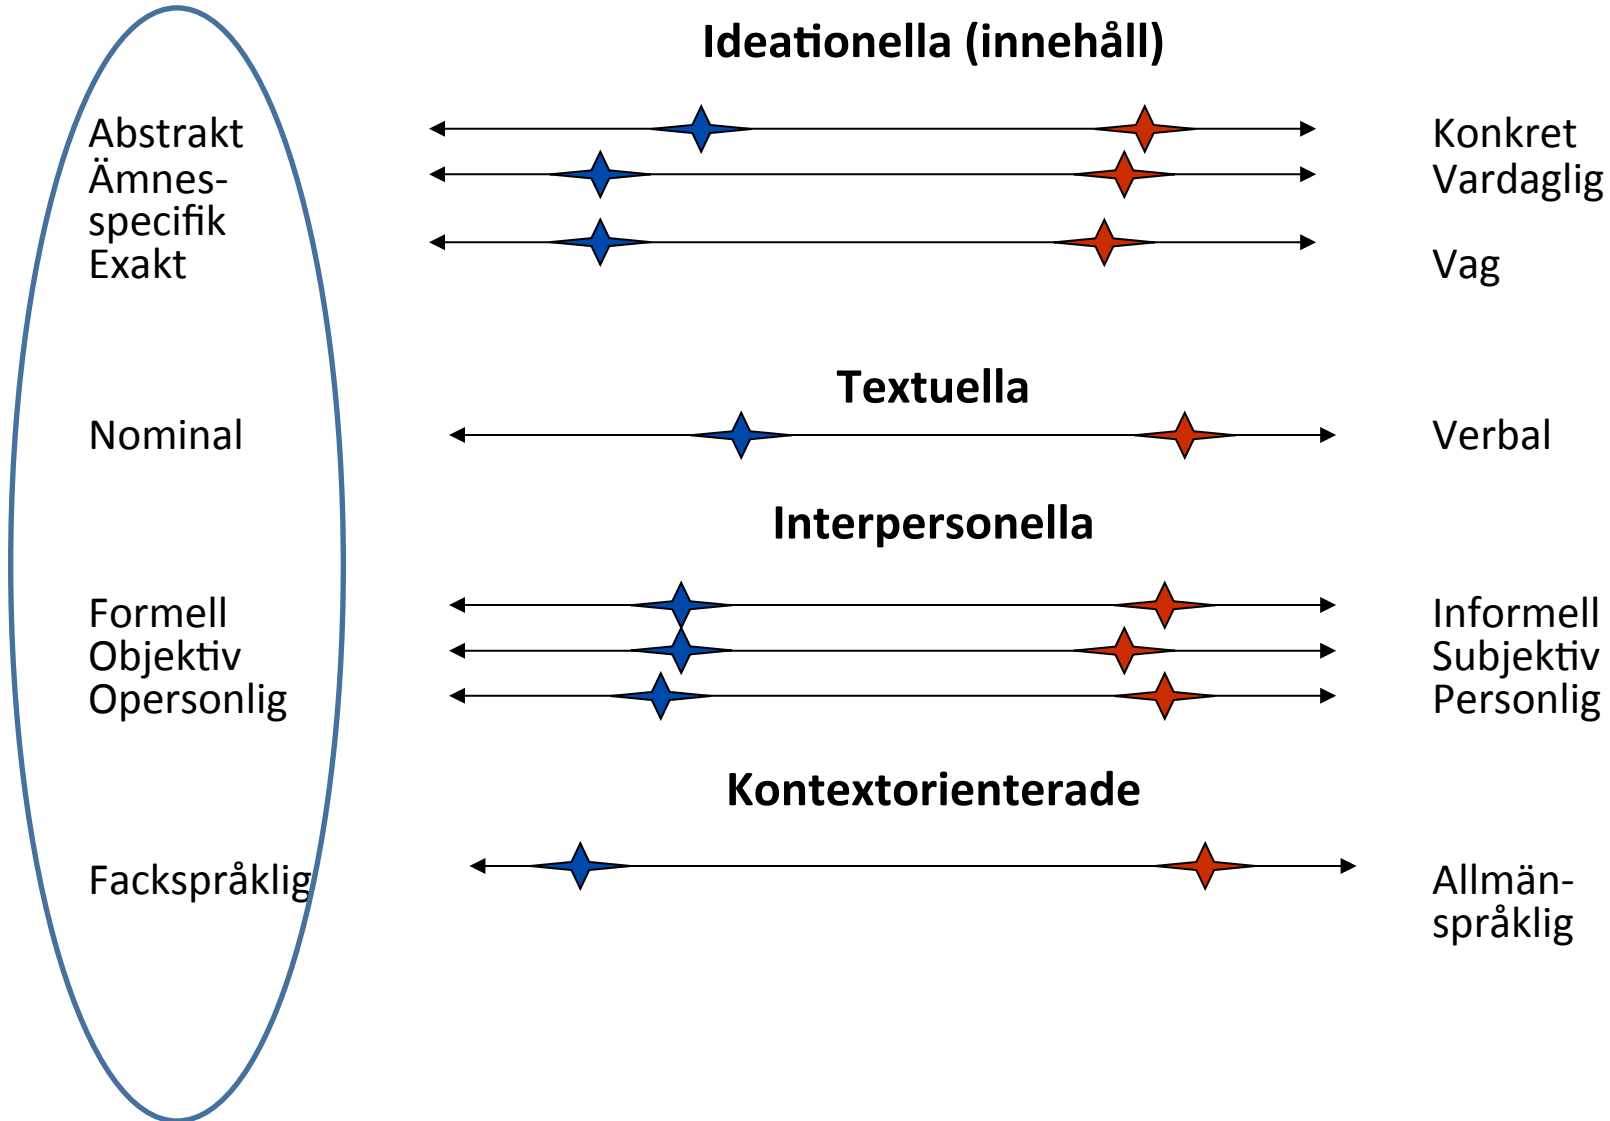 Ideationella (innehåll)
Abstrakt
Konkret
Ämnes-
specifik
Vardaglig
Exakt
Vag
Textuella
Nominal
Verbal
Interpersonella
Formell
Informell
Objektiv
Subjektiv
Opersonlig
Personlig
Kontextorienterade
Fackspråklig
Allmän-
språklig